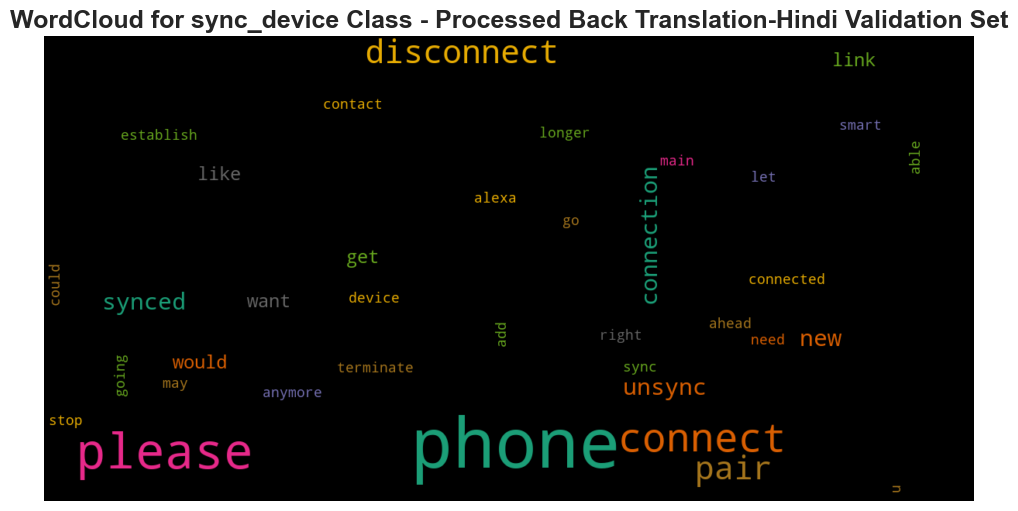 WordCloud for sync_device Class - Processed Back Translation-Hindi Validation Set
disconnect
link
contact
smart
establish
longer
able
main
like
let
connection
alexa
go
get
could
connected
synced
want
device
add
right
ahead
need
new
going
would
terminate
sync
may
anymore
unsync
stop
please
phone
connect
pair
n